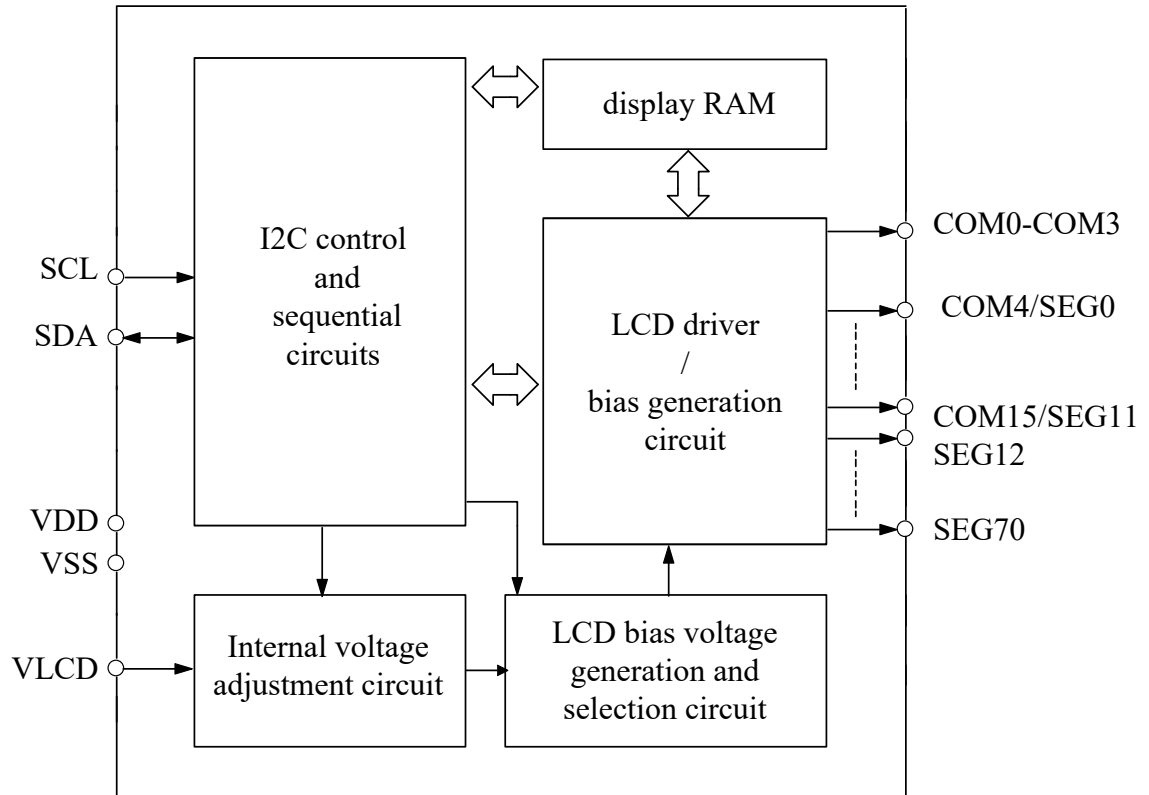 display RAM
I2C control
and
sequential
circuits
SCL
SDA
VDD
VSS
VLCD
LCD driver
/
bias generation
circuit
COM0-COM3
COM4/SEG0
COM15/SEG11
SEG12
SEG70
Internal voltage
adjustment circuit
LCD bias voltage
generation and
selection circuit